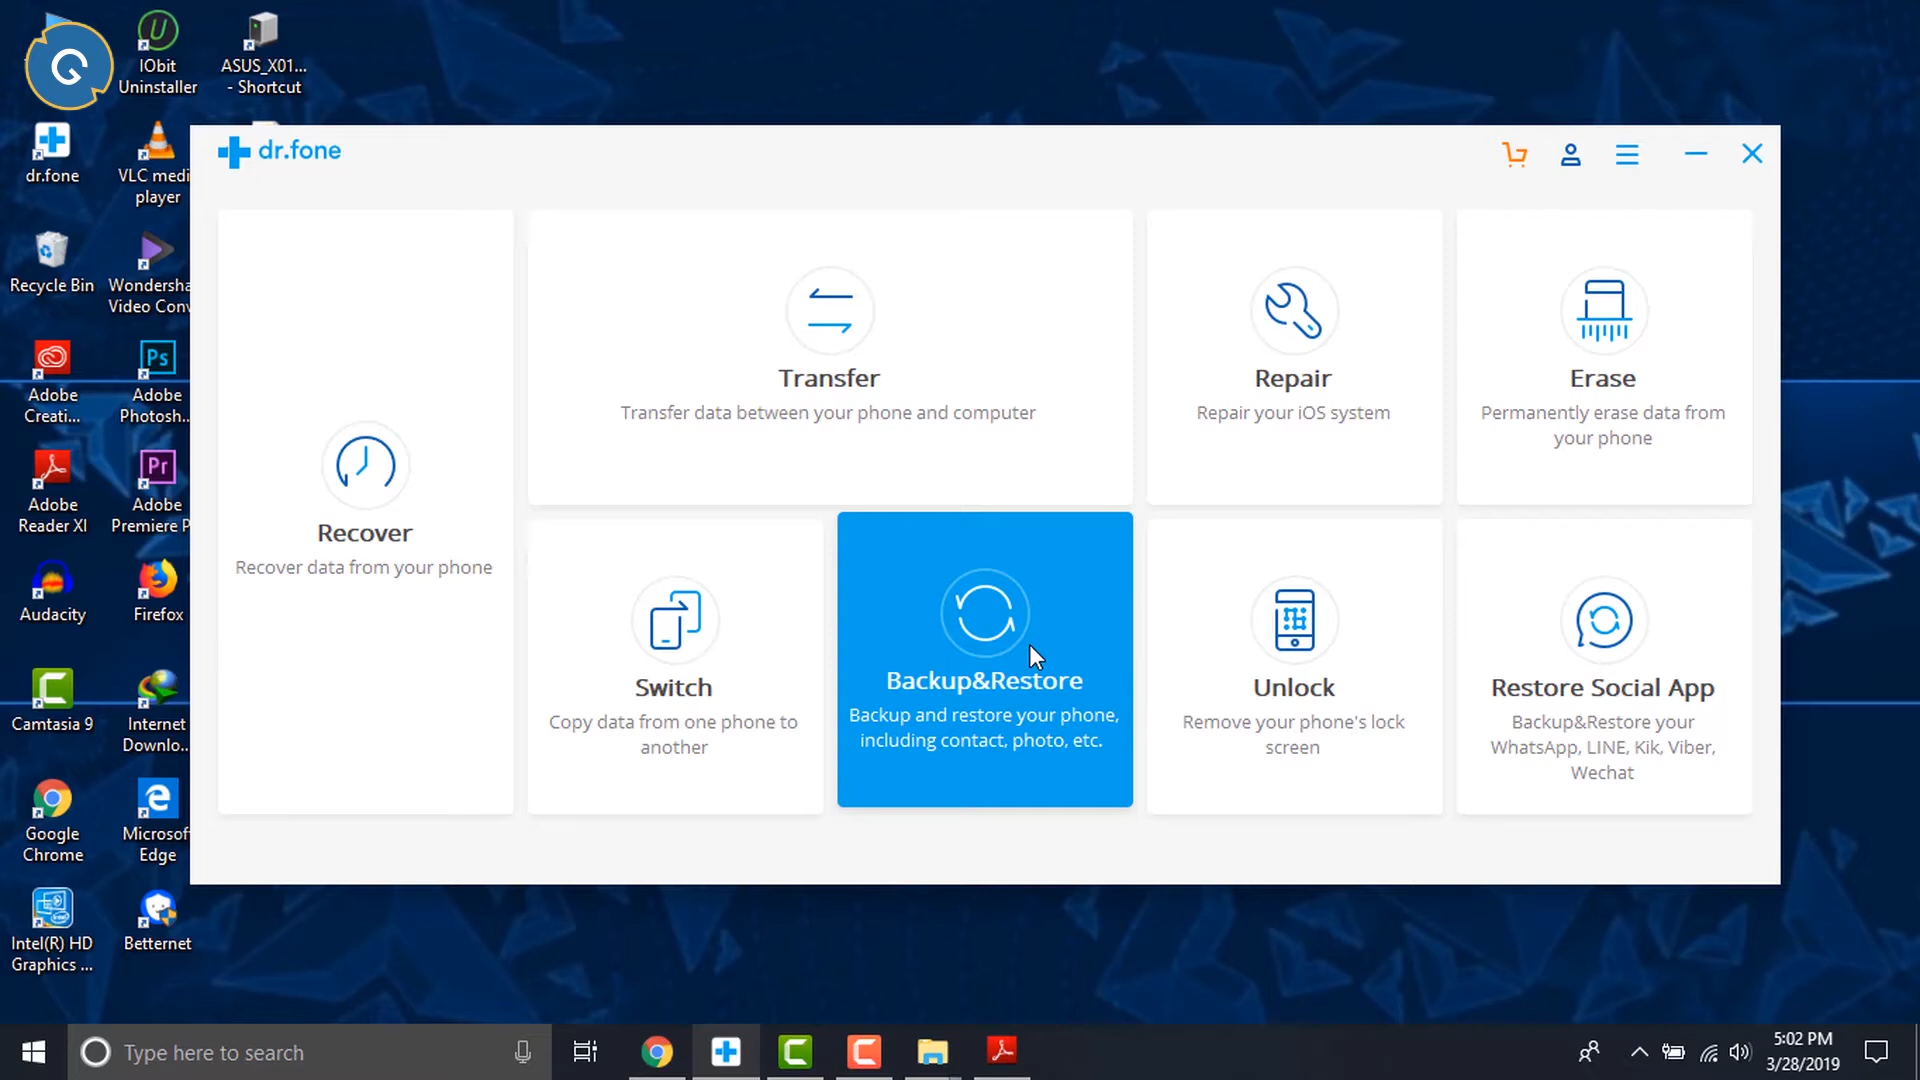 IObit
Uninstaller
ASUS_X01...
- Shortcut
dr.fone
VLC medi
player
Recycle Bin
Wondersha
Video Conv
Adobe
Creati...
Adobe
Photosh...
Adobe
Reader XI
Adobe
Premiere P
Audacity
Firefox
Camtasia 9
Internet
Downlo...
Google
Chrome
Microsof
Edge
Intel(R) HD
Graphics ...
Betternet
dr.fone
Recover
Recover data from your phone
Transfer
Transfer data between your phone and computer
Repair
Repair your iOS system
Erase
Permanently erase data from
your phone
Switch
Copy data from one phone to
another
Backup&Restore
Backup and restore your phone,
including contact, photo, etc.
Unlock
Remove your phone's lock
screen
Restore Social App
Backup&Restore your
WhatsApp, LINE, Kik, Viber,
Wechat
Type here to search
5:02 PM
3/28/2019